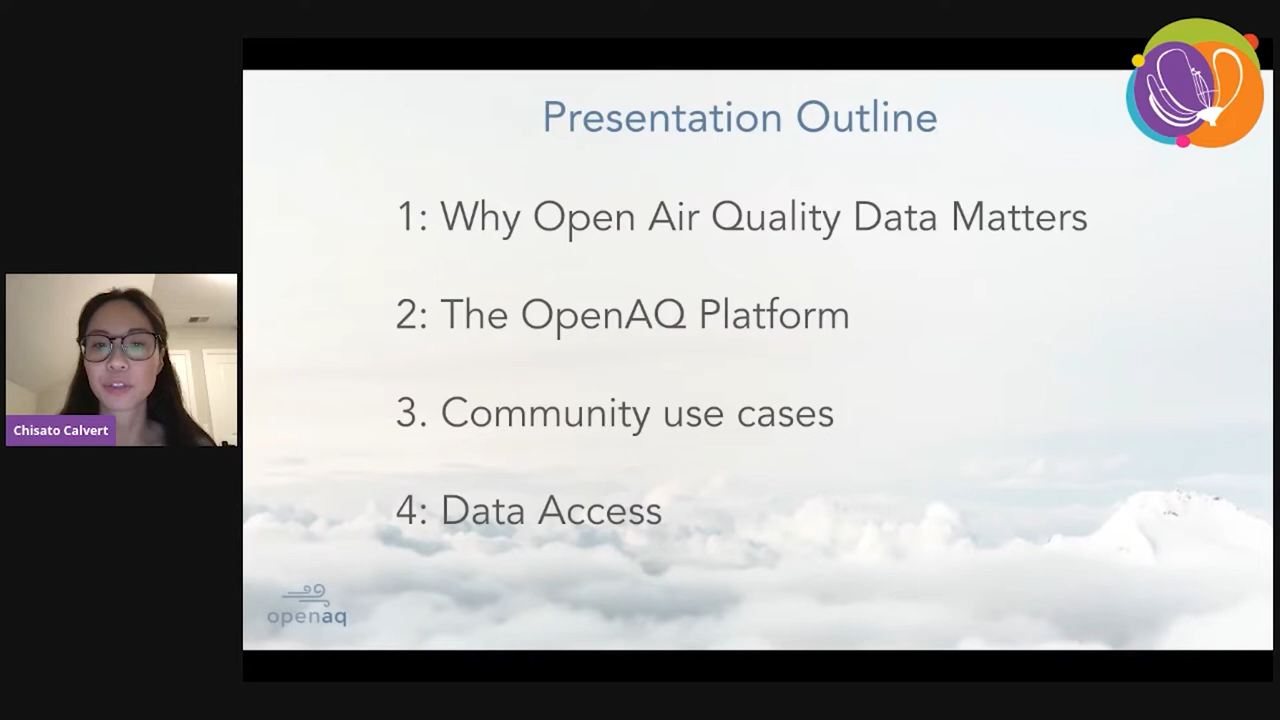 Presentation Outline
1: Why Open Air Quality Data Matters
2: The OpenAQ Platform
3. Community use cases
4: Data Access
Chisato Calvert
openaq